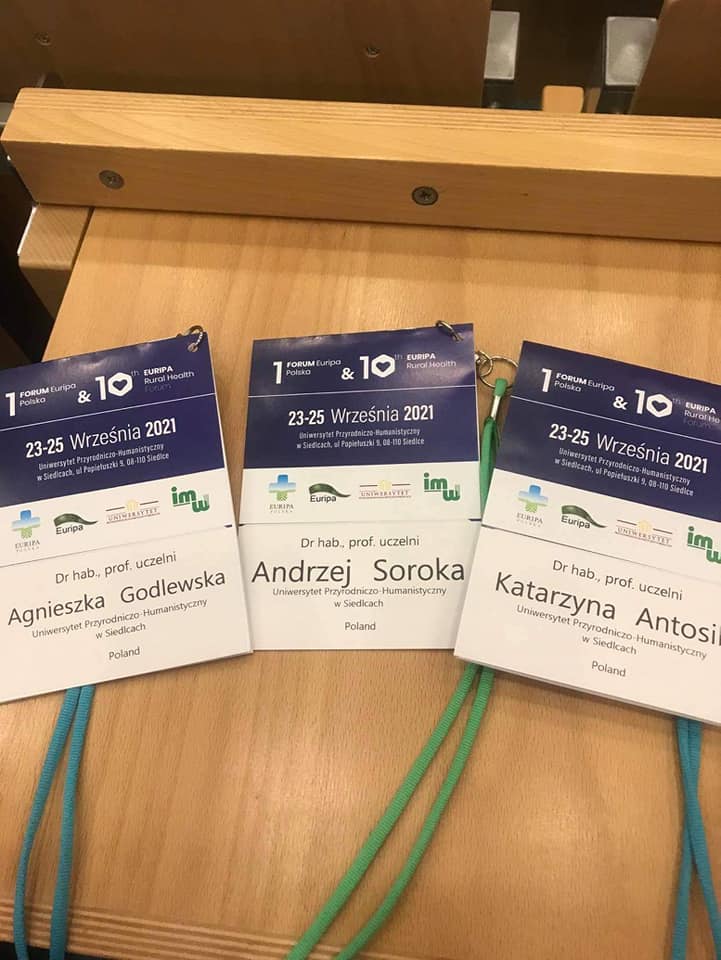 1 FORUM Europa
Polska
& 10th EURIPA
Rural Health
Forum
23-25 Września 2021
Uniwersytet Przyrodniczo-Humanistyczny
w Siedlcach, ul Popiełuszki 9, 08-110 Siedlce
EURIPA
POLSKA
Euripa
UNIWERSYTET
imw
Dr hab., prof. uczelni
Agnieszka Godlewska
Uniwersytet Przyrodniczo-Humanistyczny
w Siedlcach
Poland
1 FORUM Euripa
Polska
& 10th EURIPA
Rural Health
23-25 Września 2021
Uniwersytet Przyrodniczo-Humanistyczny
w Siedlcach, ul Popiełuszki 9, 08-110 Siedlce
EURIPA
POLSKA
Euripa
UNIWERSYTET
imw
Dr hab., prof. uczelni
Andrzej Soroka
Uniwersytet Przyrodniczo-Humanistyczny
w Siedlcach
Poland
1 FORUM Euripa
Polska
& 10th EURIPA
Rural He
Forum
23-25 Września 2021
Uniwersytet Przyrodniczo-Humanistyczny
w Siedlcach, ul Popiełuszki 9, 08-110 Siedlce
EURIPA
POLSKA
Euripa
UNIWERSYTET
imw
Dr hab., prof. uczelni
Katarzyna Antosi
Uniwersytet Przyrodniczo-Humanistyczny
w Siedlcach
Poland